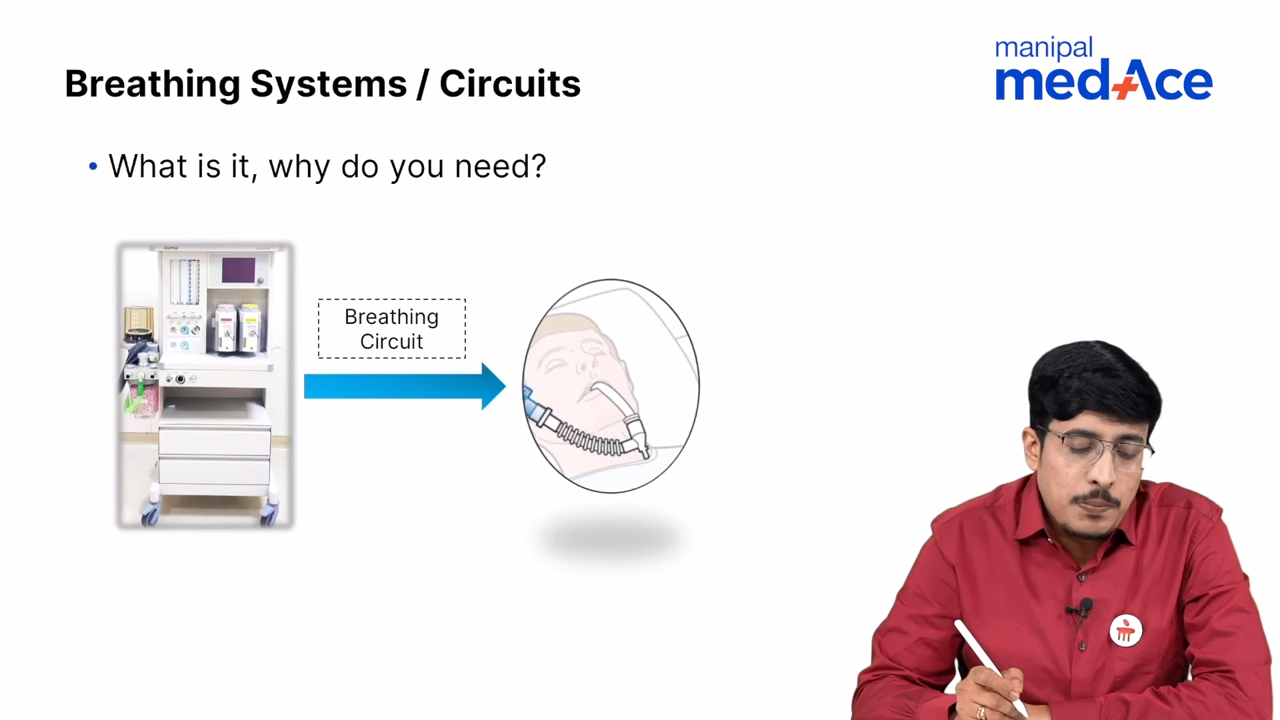 Breathing Systems / Circuits
manipal
medAce
• What is it, why do you need?
Breathing
Circuit